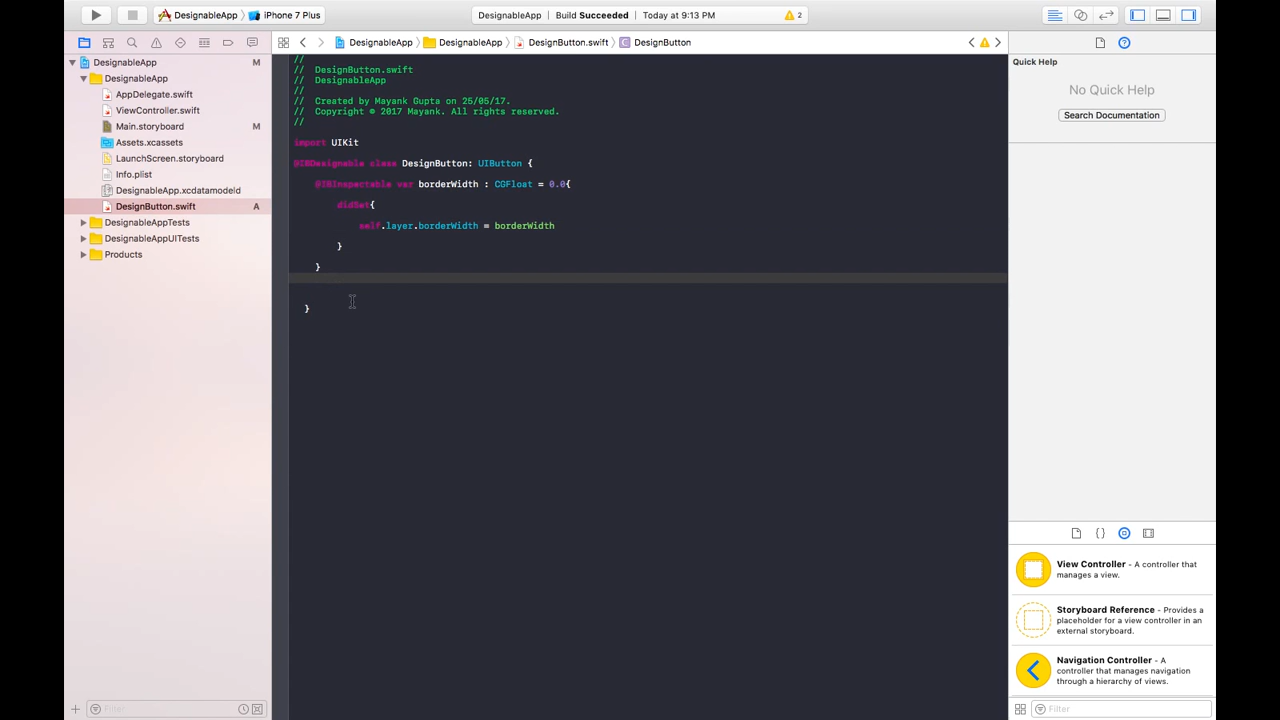 DesignableApp iPhone 7 Plus
DesignableApp Build Succeeded Today at 9:13 PM 2
DesignableApp DesignableApp DesignButton.swift C DesignButton
DesignableApp M
DesignableApp
AppDelegate.swift
ViewController.swift
Main.storyboard M
Assets.xcassets
LaunchScreen.storyboard
Info.plist
DesignableApp.xcdatamodeld
DesignButton.swift A
DesignableAppTests
DesignableAppUITests
Products
Filter
//
// DesignButton.swift
// DesignableApp
//
// Created by Mayank Gupta on 25/05/17.
// Copyright © 2017 Mayank. All rights reserved.
//
import UIKit
@IBDesignable class DesignButton: UIButton {
@IBInspectable var borderWidth : CGFloat = 0.0{
didSet{
self.layer.borderWidth = borderWidth
}
}
}
Quick Help
No Quick Help
Search Documentation
View Controller - A controller that
manages a view.
Storyboard Reference - Provides a
placeholder for a view controller in an
external storyboard.
Navigation Controller - A
controller that manages navigation
through a hierarchy of views.
Filter